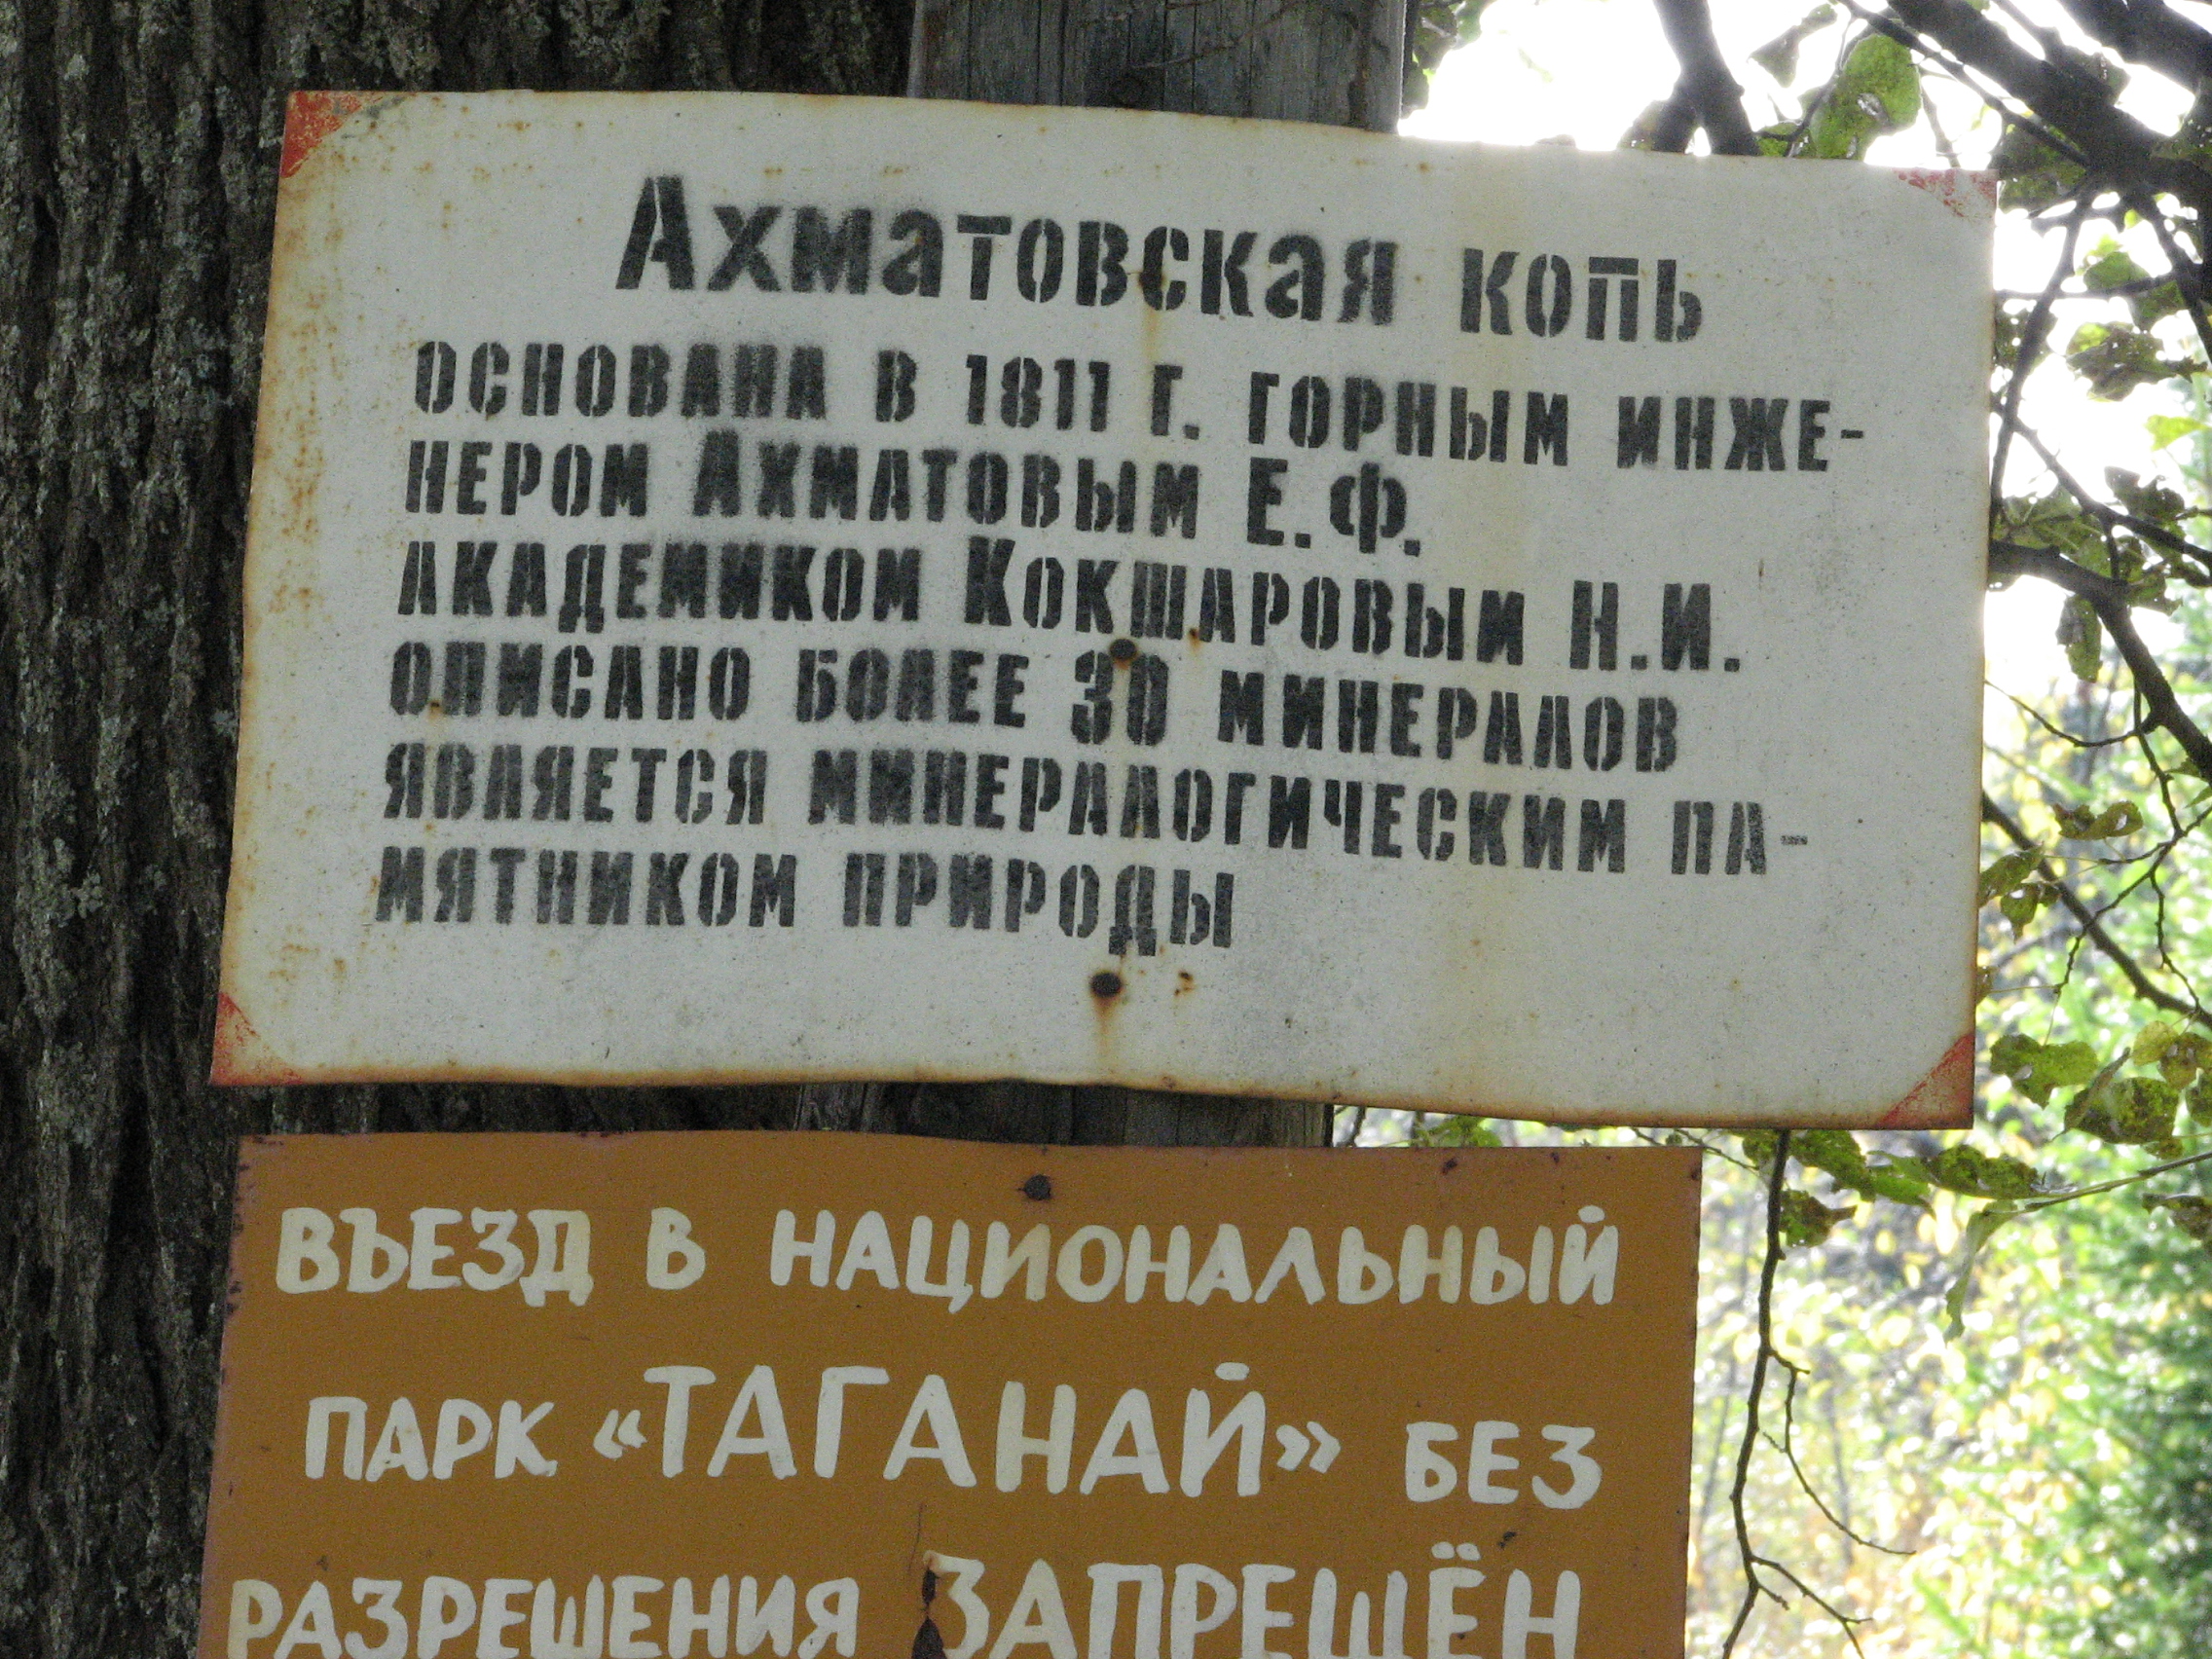 Ахматовская копь
ОСНОВАНА В 1811 Г. ГОРНЫМ ИНЖЕ-
НЕРОМ АХМАТОВЫМ Е.Ф.
АКАДЕМИКОМ КОКШАРОВЫМ Н.И.
ОПИСАНО БОЛЕЕ 30 МИНЕРАЛОВ
ЯВЛЯЕТСЯ МИНЕРАЛОГИЧЕСКИМ ПА-
МЯТНИКОМ ПРИРОДЫ
ВЪЕЗД В НАЦИОНАЛЬНЫЙ
ПАРК «ТАГАНАЙ» БЕЗ
РАЗРЕШЕНИЯ ЗАПРЕЩЁН